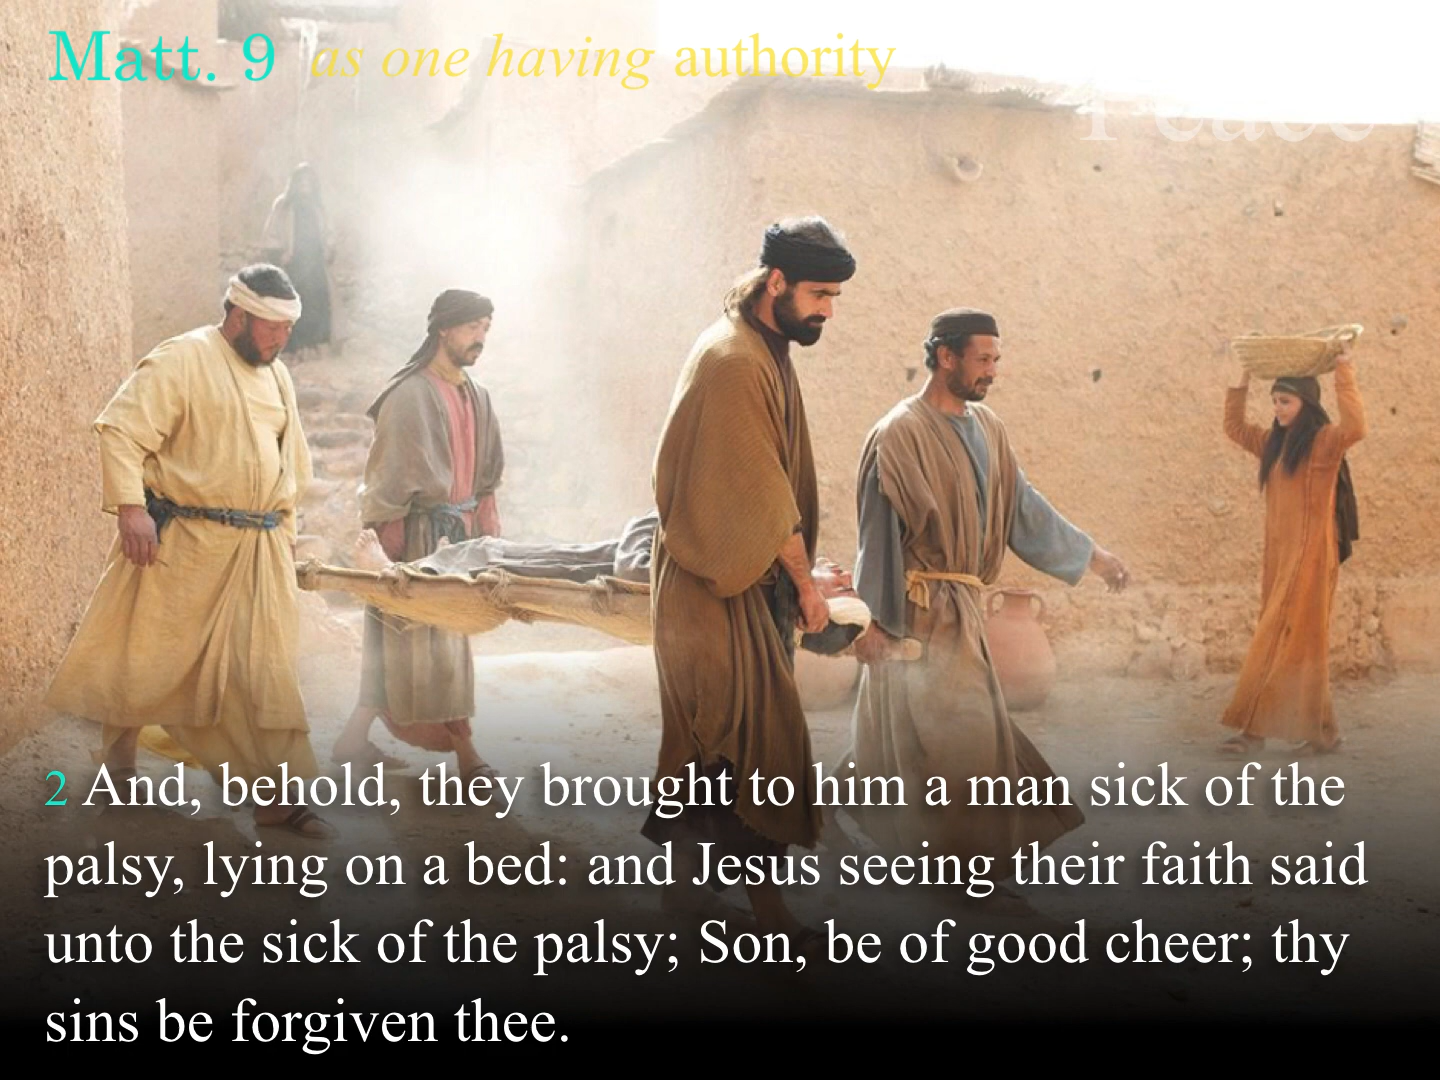 Matt. 9 as one having authority
Peace
2 And, behold, they brought to him a man sick of the
palsy, lying on a bed: and Jesus seeing their faith said
unto the sick of the palsy; Son, be of good cheer; thy
sins be forgiven thee.